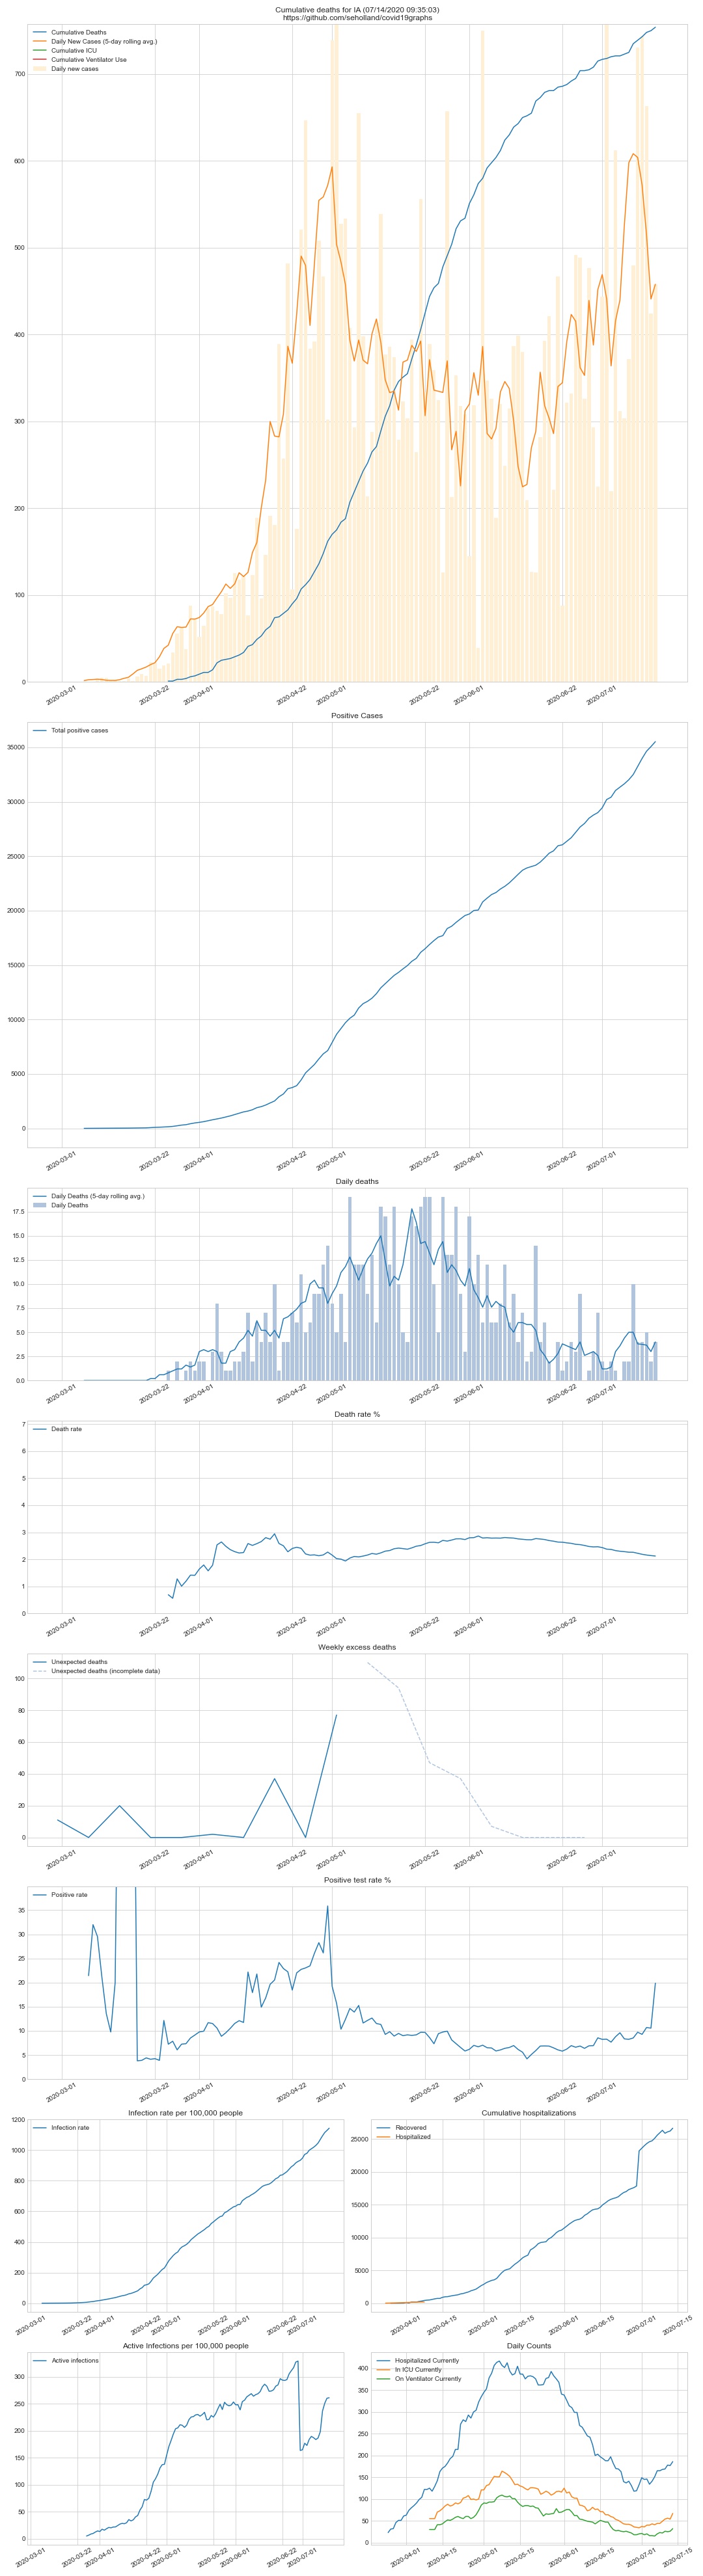 Cumulative deaths for IA (07/14/2020 09:35:03)
https://github.com/seholland/covid19graphs
Cumulative Deaths
Daily New Cases (5-day rolling avg.)
Cumulative ICU
Cumulative Ventilator Use
Daily new cases
700
600
500
400
300
200
100
0
2020-03-01 2020-03-22 2020-04-01 2020-04-22 2020-05-01 2020-05-22 2020-06-01 2020-06-22 2020-07-01
Positive Cases
Total positive cases
35000
30000
25000
20000
15000
10000
5000
0
2020-03-01 2020-03-22 2020-04-01 2020-04-22 2020-05-01 2020-05-22 2020-06-01 2020-06-22 2020-07-01
Daily deaths
Daily Deaths (5-day rolling avg.)
Daily Deaths
17.5
15.0
12.5
10.0
7.5
5.0
2.5
0.0
2020-03-01 2020-03-22 2020-04-01 2020-04-22 2020-05-01 2020-05-22 2020-06-01 2020-06-22 2020-07-01
Death rate %
Death rate
7
6
5
4
3
2
1
0
2020-03-01 2020-03-22 2020-04-01 2020-04-22 2020-05-01 2020-05-22 2020-06-01 2020-06-22 2020-07-01
Weekly excess deaths
Unexpected deaths
Unexpected deaths (incomplete data)
100
80
60
40
20
0
2020-03-01 2020-03-22 2020-04-01 2020-04-22 2020-05-01 2020-05-22 2020-06-01 2020-06-22 2020-07-01
Positive test rate %
Positive rate
35
30
25
20
15
10
5
0
2020-03-01 2020-03-22 2020-04-01 2020-04-22 2020-05-01 2020-05-22 2020-06-01 2020-06-22 2020-07-01
Infection rate per 100,000 people
Infection rate
1200
1000
800
600
400
200
0
2020-03-01 2020-03-22 2020-04-01 2020-04-22 2020-05-01 2020-05-22 2020-06-01 2020-06-22 2020-07-01
Cumulative hospitalizations
Recovered
Hospitalized
25000
20000
15000
10000
5000
0
2020-04-01 2020-04-15 2020-05-01 2020-05-15 2020-06-01 2020-06-15 2020-07-01 2020-07-15
Active Infections per 100,000 people
Active infections
300
250
200
150
100
50
0
2020-03-01 2020-03-22 2020-04-01 2020-04-22 2020-05-01 2020-05-22 2020-06-01 2020-06-22 2020-07-01
Daily Counts
Hospitalized Currently
In ICU Currently
On Ventilator Currently
400
350
300
250
200
150
100
50
0
2020-04-01 2020-04-15 2020-05-01 2020-05-15 2020-06-01 2020-06-15 2020-07-01 2020-07-15